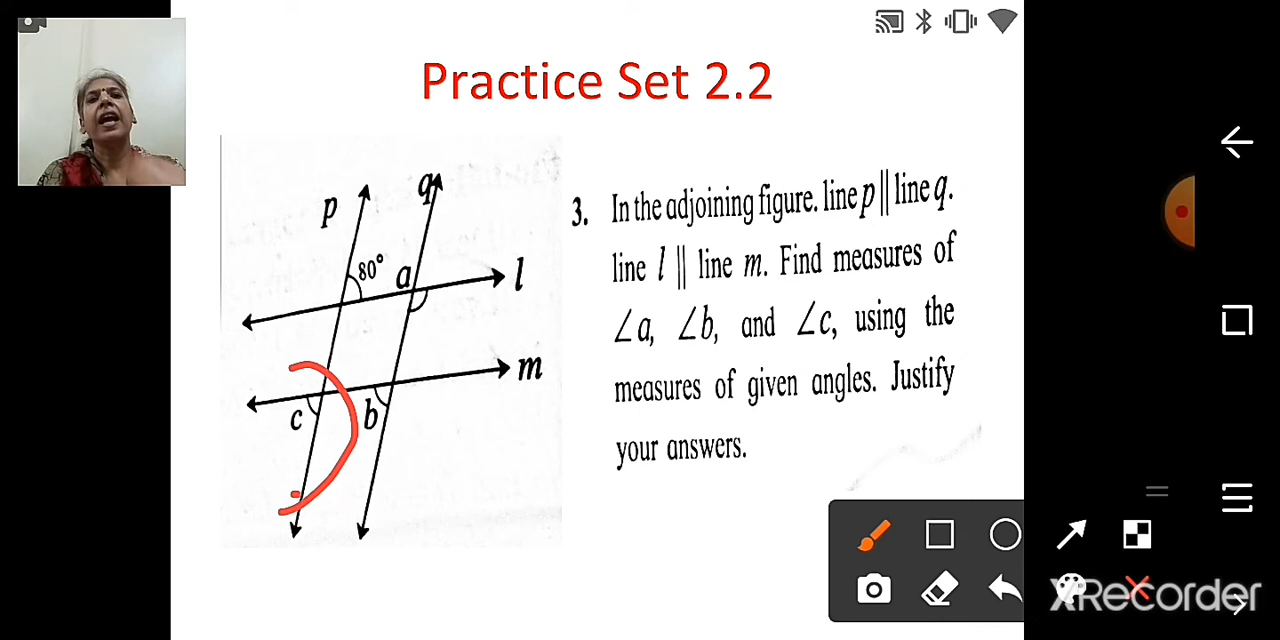 Practice Set 2.2
p
q
80°
a
l
m
c
b
3. In the adjoining figure. line p || line q.
line l || line m. Find measures of
∠a, ∠b, and ∠c, using the
measures of given angles. Justify
your answers.
XRecorder